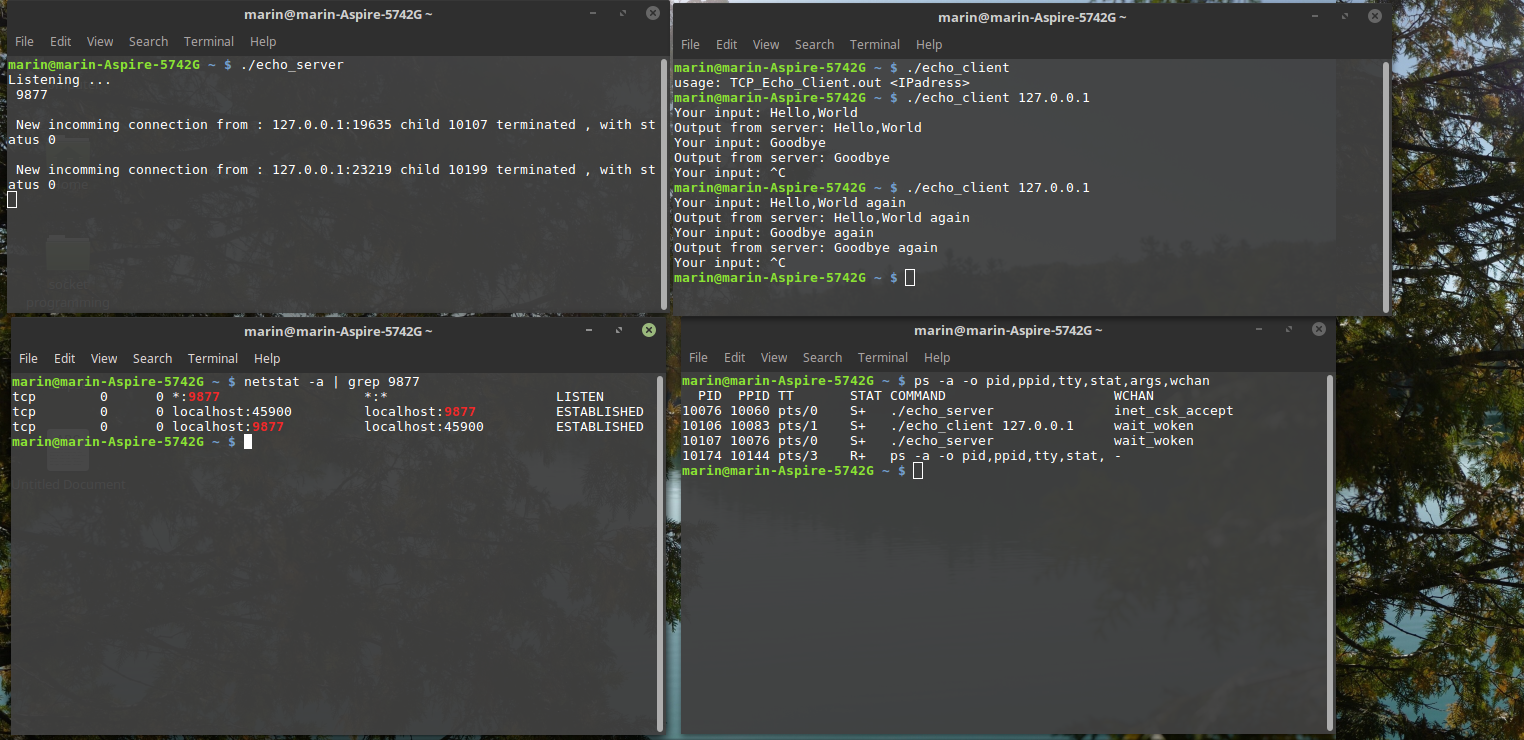 marin@marin-Aspire-5742G ~
File Edit View Search Terminal Help
marin@marin-Aspire-5742G ~ $ ./echo_server
Listening ...
 9877

 New incomming connection from : 127.0.0.1:19635 child 10107 terminated , with st
atus 0

 New incomming connection from : 127.0.0.1:23219 child 10199 terminated , with st
atus 0
socket
programming
marin@marin-Aspire-5742G ~
File Edit View Search Terminal Help
marin@marin-Aspire-5742G ~ $ ./echo_client
usage: TCP_Echo_Client.out <IPadress>
marin@marin-Aspire-5742G ~ $ ./echo_client 127.0.0.1
Your input: Hello,World
Output from server: Hello,World
Your input: Goodbye
Output from server: Goodbye
Your input: ^C
marin@marin-Aspire-5742G ~ $ ./echo_client 127.0.0.1
Your input: Hello,World again
Output from server: Hello,World again
Your input: Goodbye again
Output from server: Goodbye again
Your input: ^C
marin@marin-Aspire-5742G ~ $
marin@marin-Aspire-5742G ~
File Edit View Search Terminal Help
marin@marin-Aspire-5742G ~ $ netstat -a | grep 9877
tcp        0      0 *:9877                  *:*                     LISTEN
tcp        0      0 localhost:45900         localhost:9877          ESTABLISHED
tcp        0      0 localhost:9877          localhost:45900         ESTABLISHED
marin@marin-Aspire-5742G ~ $
Untitled Document
marin@marin-Aspire-5742G ~
File Edit View Search Terminal Help
marin@marin-Aspire-5742G ~ $ ps -a -o pid,ppid,tty,stat,args,wchan
  PID  PPID TT       STAT COMMAND                     WCHAN
10076 10060 pts/0    S+   ./echo_server               inet_csk_accept
10106 10083 pts/1    S+   ./echo_client 127.0.0.1     wait_woken
10107 10076 pts/0    S+   ./echo_server               wait_woken
10174 10144 pts/3    R+   ps -a -o pid,ppid,tty,stat, -
marin@marin-Aspire-5742G ~ $